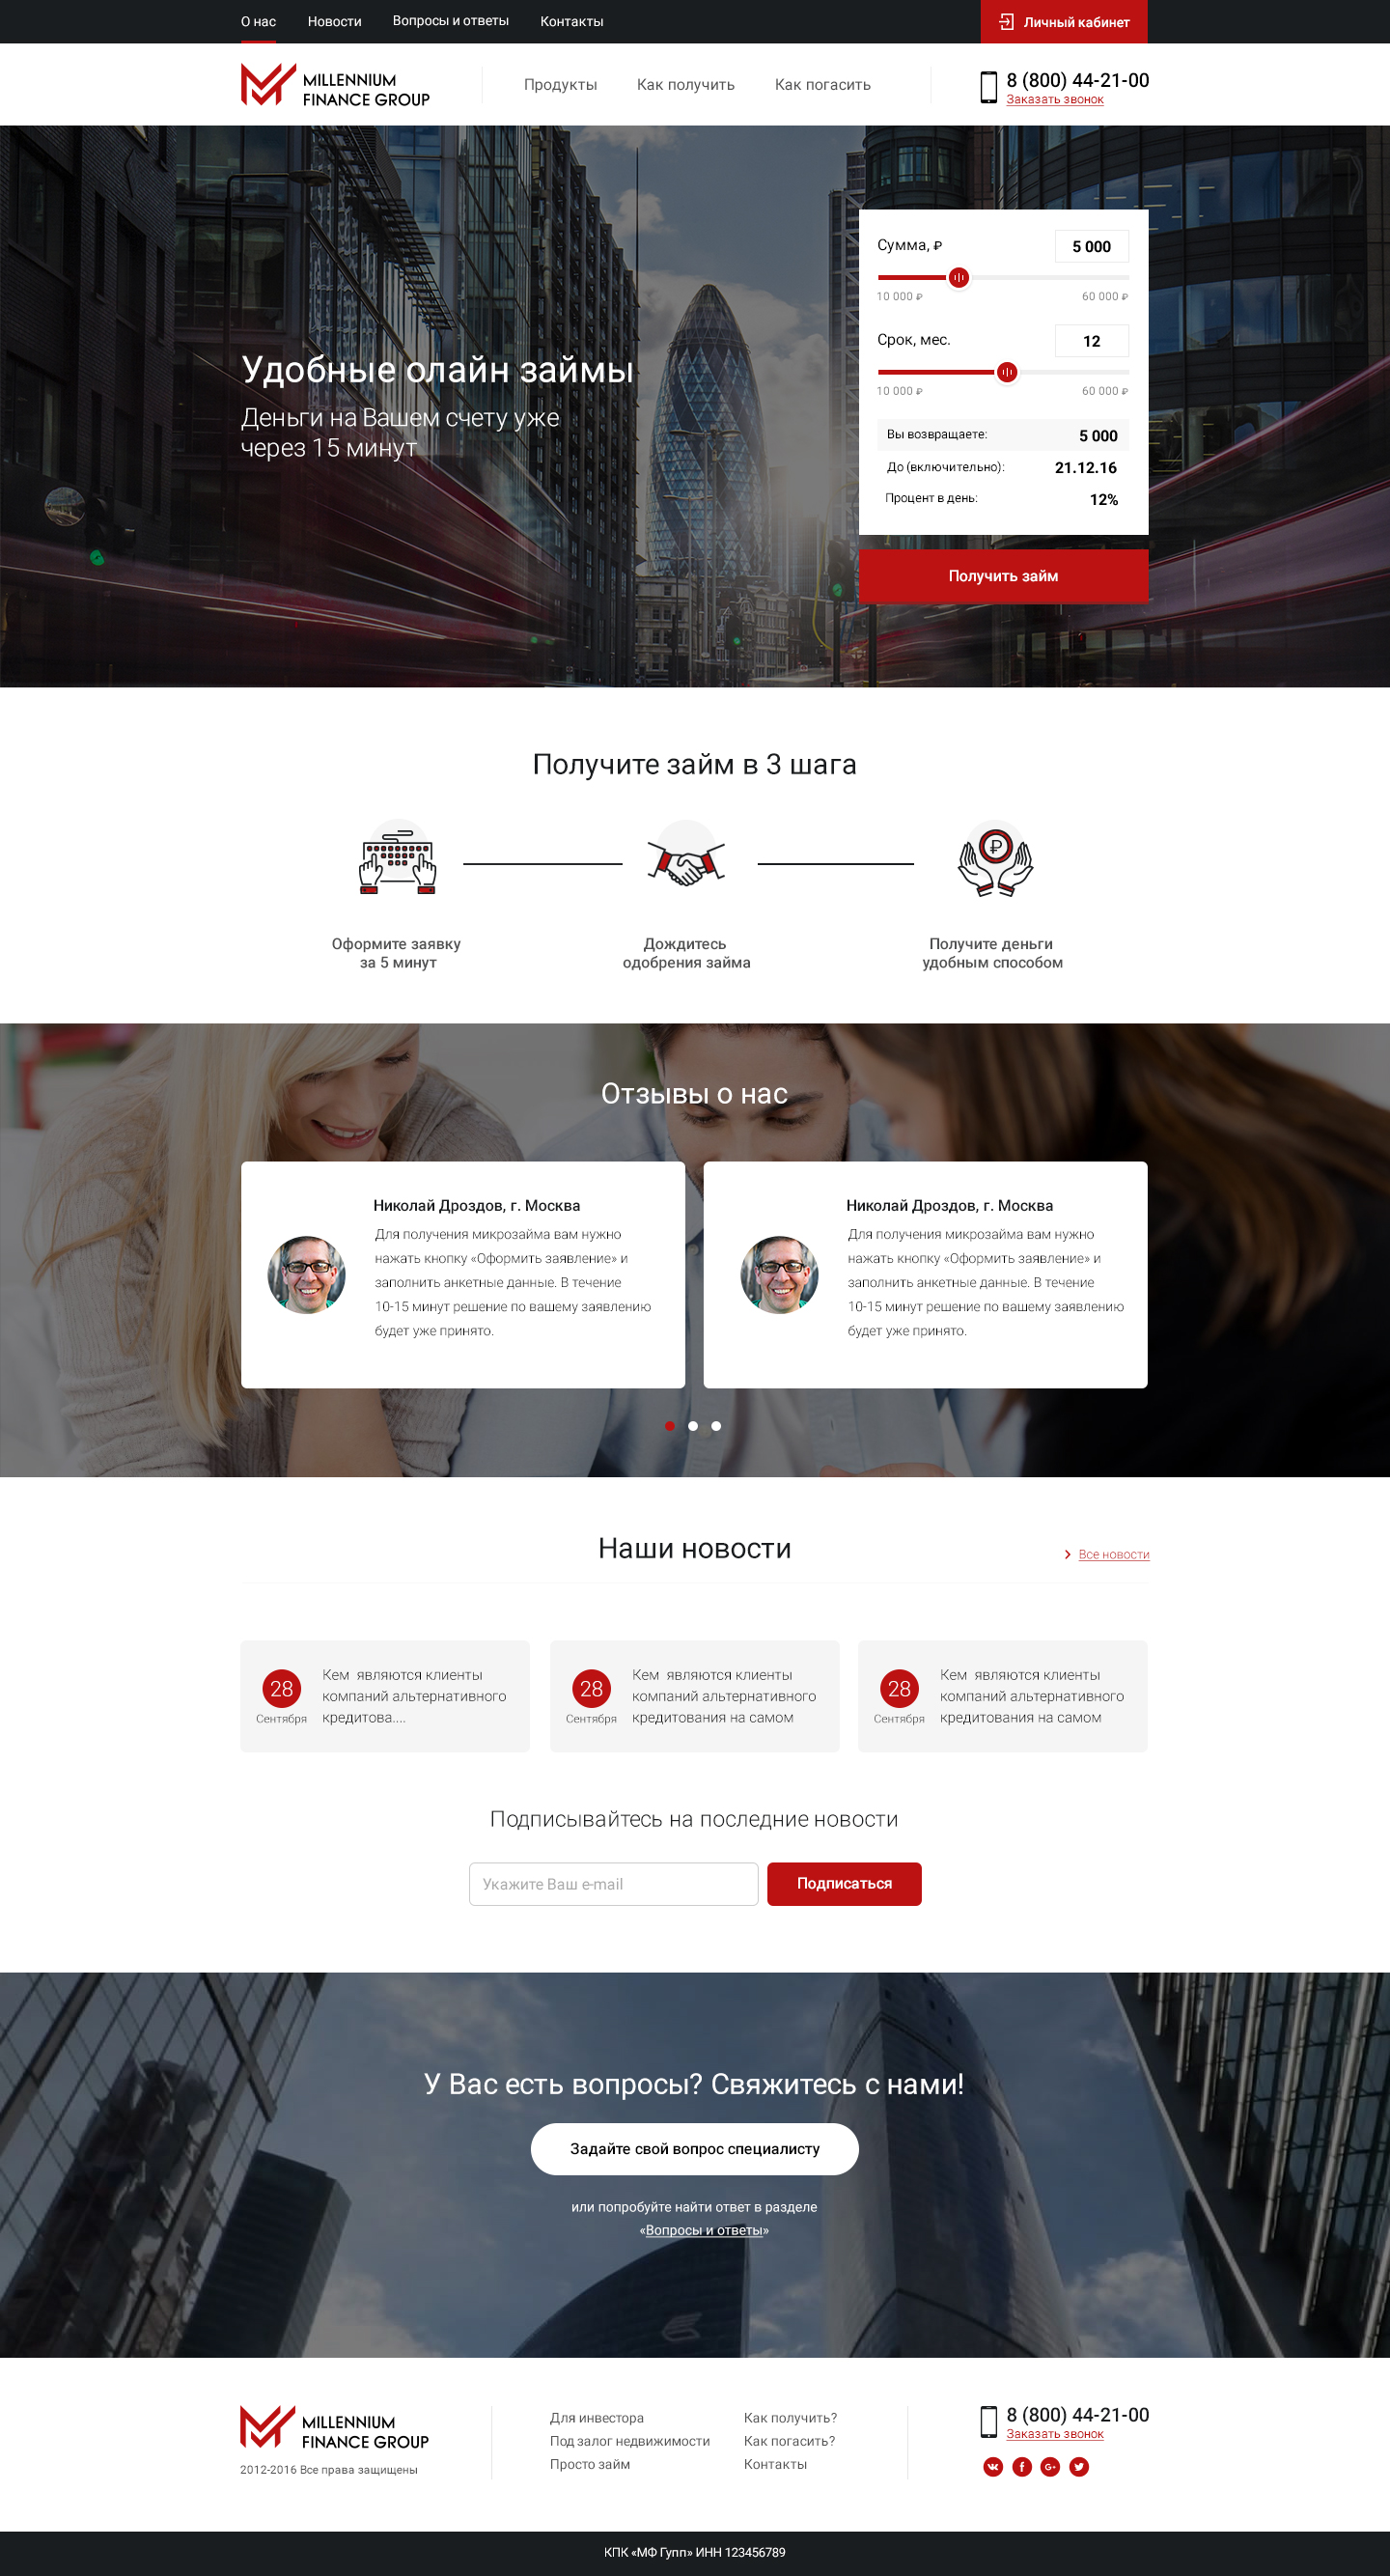 О нас
Новости
Вопросы и ответы
Контакты
Личный кабинет
MILLENNIUM
FINANCE GROUP
Продукты
Как получить
Как погасить
8 (800) 44-21-00
Заказать звонок
Удобные олайн займы
Деньги на Вашем счету уже
через 15 минут
Сумма, ₽
5 000
10 000 ₽
60 000 ₽
Срок, мес.
12
10 000 ₽
60 000 ₽
Вы возвращаете:
5 000
До (включительно):
21.12.16
Процент в день:
12%
Получить займ
Получите займ в 3 шага
₽
Оформите заявку
за 5 минут
Дождитесь
одобрения займа
Получите деньги
удобным способом
Отзывы о нас
Николай Дроздов, г. Москва
Для получения микрозайма вам нужно
нажать кнопку «Оформить заявление» и
заполнить анкетные данные. В течение
10-15 минут решение по вашему заявлению
будет уже принято.
Николай Дроздов, г. Москва
Для получения микрозайма вам нужно
нажать кнопку «Оформить заявление» и
заполнить анкетные данные. В течение
10-15 минут решение по вашему заявлению
будет уже принято.
Наши новости
Все новости
28
Сентября
Кем являются клиенты
компаний альтернативного
кредитова....
28
Сентября
Кем являются клиенты
компаний альтернативного
кредитования на самом
28
Сентября
Кем являются клиенты
компаний альтернативного
кредитования на самом
Подписывайтесь на последние новости
Укажите Ваш e-mail
Подписаться
У Вас есть вопросы? Свяжитесь с нами!
Задайте свой вопрос специалисту
или попробуйте найти ответ в разделе
«Вопросы и ответы»
MILLENNIUM
FINANCE GROUP
2012-2016 Все права защищены
Для инвестора
Под залог недвижимости
Просто займ
Как получить?
Как погасить?
Контакты
8 (800) 44-21-00
Заказать звонок
КПК «МФ Гупп» ИНН 123456789